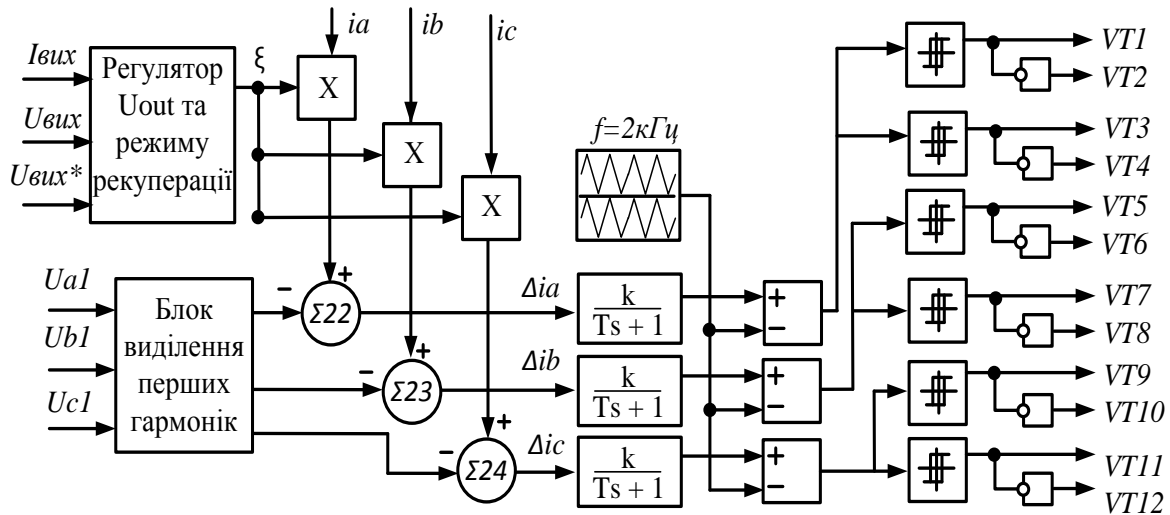 ia
ib
ic
Iвих
Uвих
Uвих*
Регулятор
Uout та
режиму
рекуперації
ξ
X
X
X
f=2кГц
Ua1
Ub1
Uc1
Блок
виділення
перших
гармонік
−
+
Σ22
−
+
Σ23
−
+
Σ24
Δia
Δib
Δic
k
Ts + 1
k
Ts + 1
k
Ts + 1
+
−
+
−
+
−
VT1
VT2
VT3
VT4
VT5
VT6
VT7
VT8
VT9
VT10
VT11
VT12